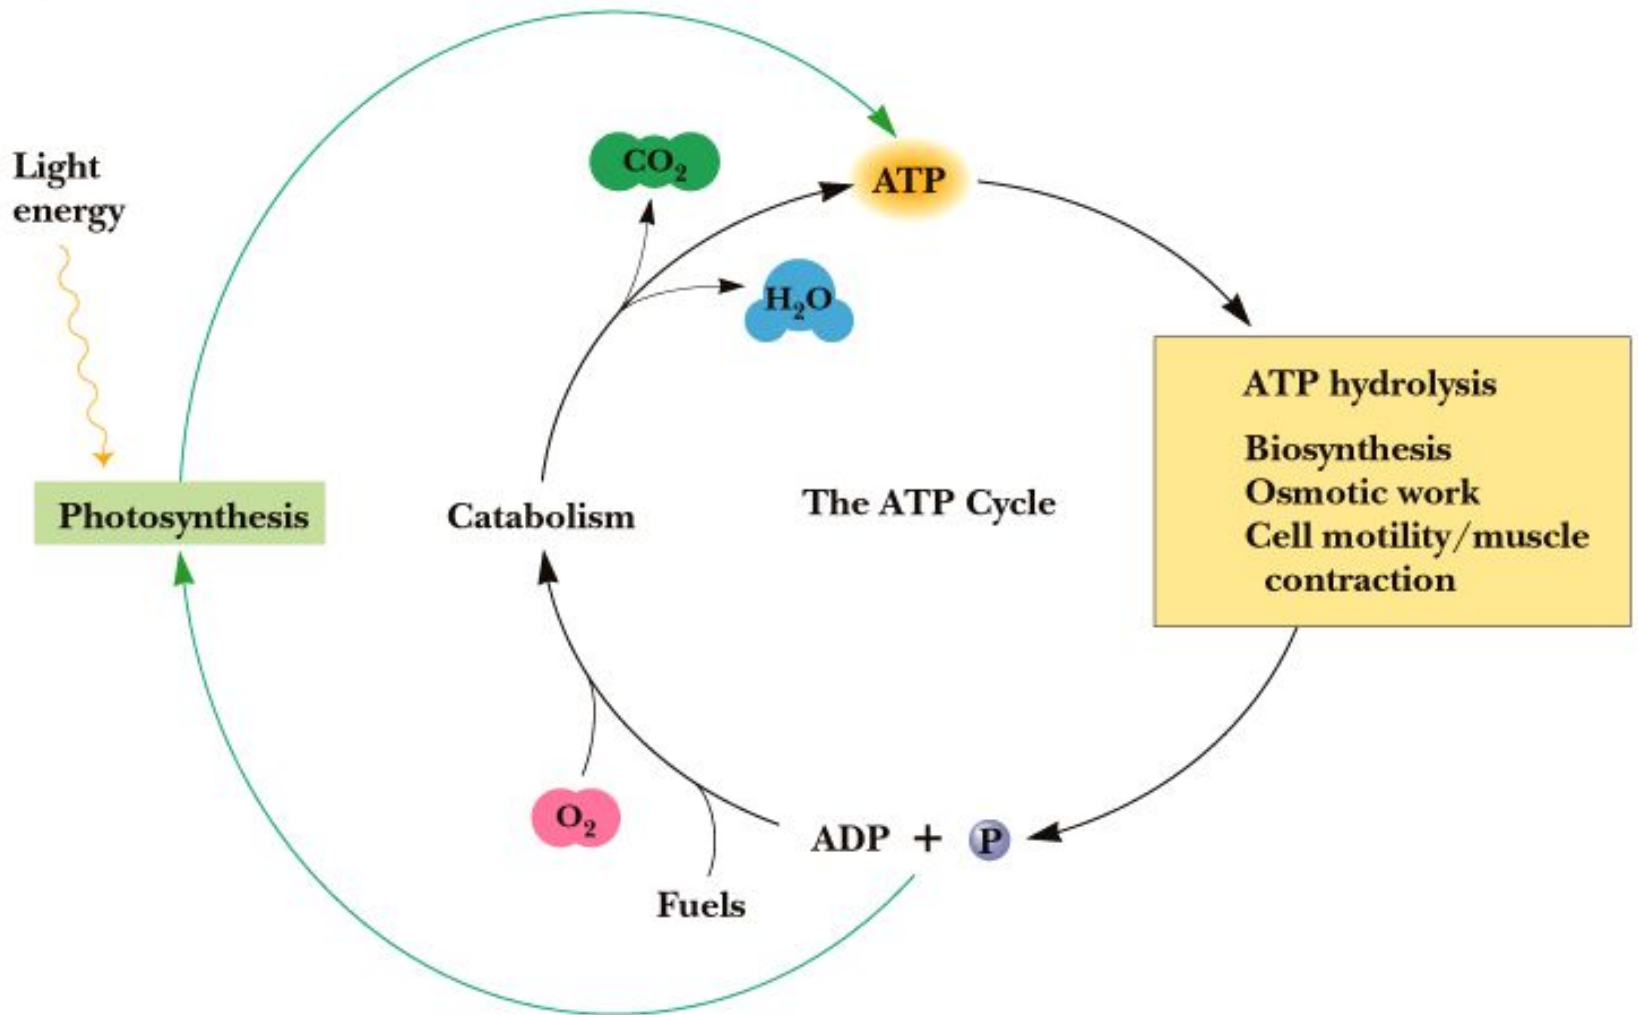 Light
energy
CO₂
ATP
H₂O
ATP hydrolysis
Biosynthesis
Osmotic work
Cell motility/muscle
contraction
Photosynthesis
Catabolism
The ATP Cycle
O₂
ADP + P
Fuels